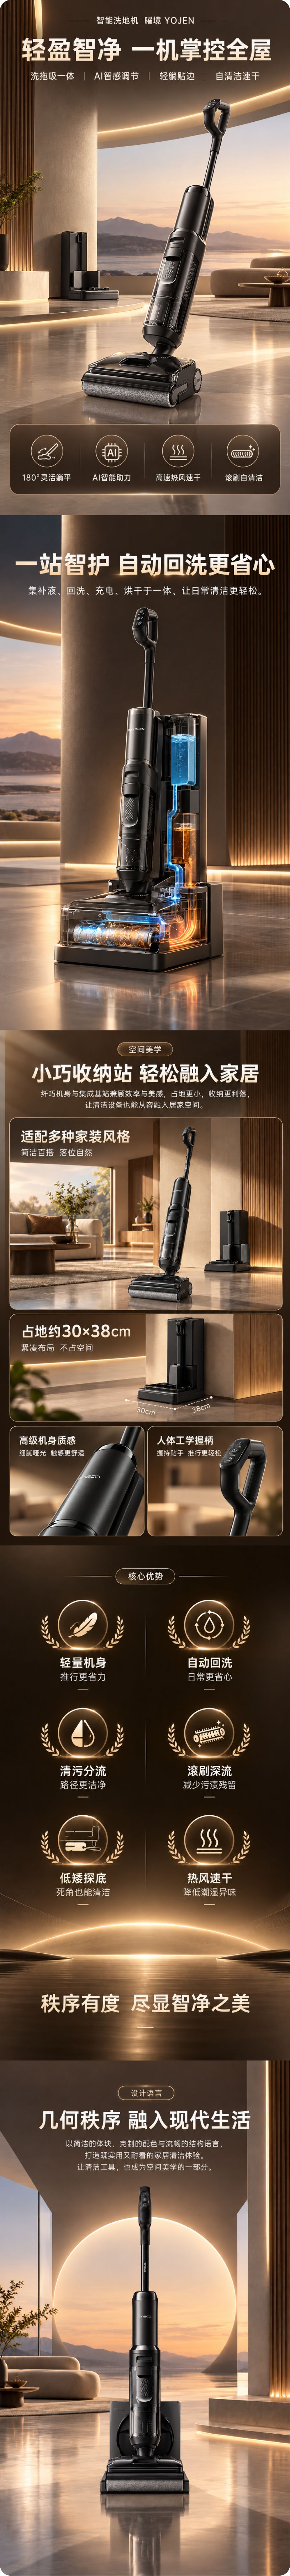 智能洗地机 曜境 YOJEN
轻盈智净 一机掌控全屋
洗拖吸一体 | AI智感调节 | 轻躺贴边 | 自清洁速干
180°灵活躺平
AI智能助力
高速热风速干
滚刷自清洁
AI
一站智护 自动回洗更省心
集补液、回洗、充电、烘干于一体，让日常清洁更轻松。
空间美学
小巧收纳站 轻松融入家居
纤巧机身与集成基站兼顾效率与美感，占地更小，收纳更利落，
让清洁设备也能从容融入居家空间。
适配多种家装风格
简洁百搭 落位自然
占地约30×38cm
紧凑布局 不占空间
30cm
38cm
高级机身质感
细腻哑光 触感更舒适
人体工学握柄
握持贴手 推行更轻松
核心优势
轻量机身
推行更省力
自动回洗
日常更省心
清污分流
路径更洁净
滚刷深流
减少污渍残留
低矮探底
死角也能清洁
热风速干
降低潮湿异味
秩序有度 尽显智净之美
设计语言
几何秩序 融入现代生活
以简洁的体块、克制的配色与流畅的结构语言，
打造既实用又耐看的家居清洁体验。
让清洁工具，也成为空间美学的一部分。